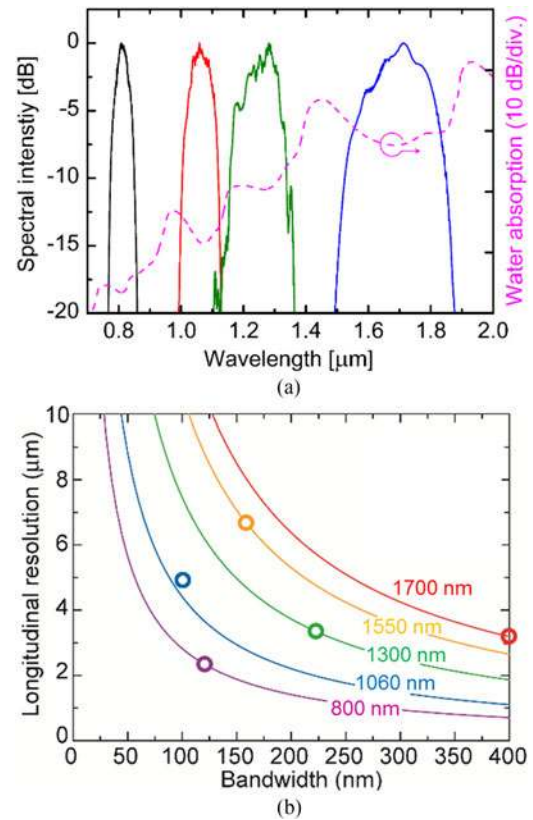 Spectral intenstiy [dB]
0
-5
-10
-15
-20
Water absorption (10 dB/div.)
0.8 1.0 1.2 1.4 1.6 1.8 2.0
Wavelength [μm]
(a)
Longitudinal resolution (μm)
10
8
6
4
2
0
1700 nm
1550 nm
1300 nm
1060 nm
800 nm
0 25 50 100 150 200 250 300 350 400
Bandwidth (nm)
(b)